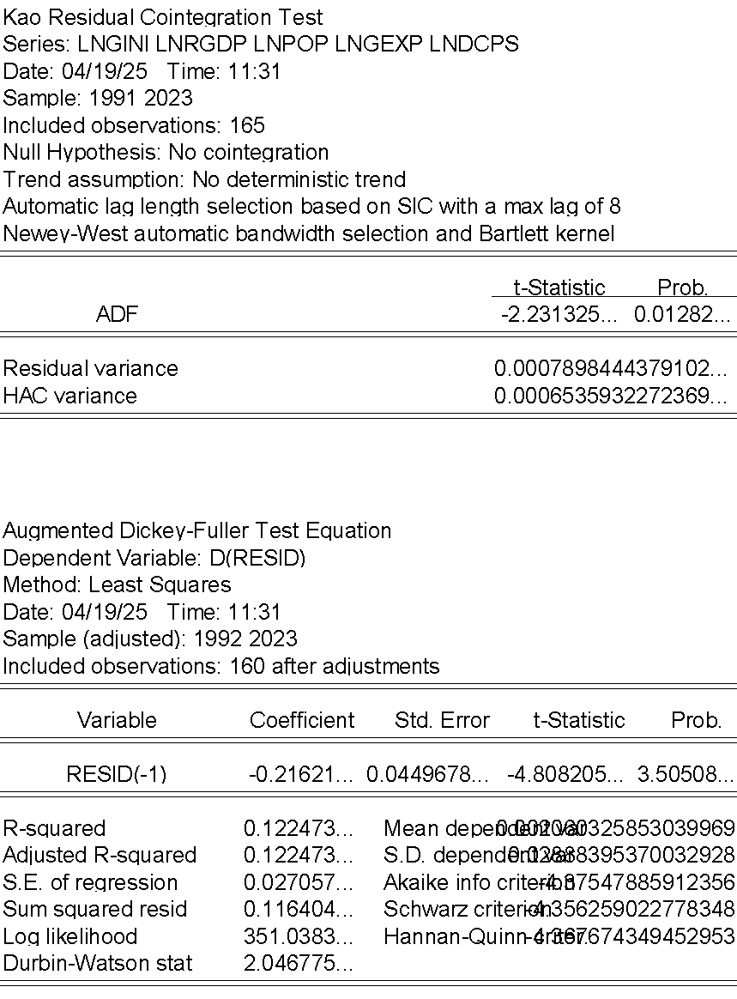 Kao Residual Cointegration Test
Series: LNGINI LNRGDP LNPOP LNGEXP LNDCPS
Date: 04/19/25 Time: 11:31
Sample: 1991 2023
Included observations: 165
Null Hypothesis: No cointegration
Trend assumption: No deterministic trend
Automatic lag length selection based on SIC with a max lag of 8
Newey-West automatic bandwidth selection and Bartlett kernel
t-Statistic Prob.
ADF -2.231325... 0.01282...
Residual variance 0.0007898444379102...
HAC variance 0.0006535932272369...
Augmented Dickey-Fuller Test Equation
Dependent Variable: D(RESID)
Method: Least Squares
Date: 04/19/25 Time: 11:31
Sample (adjusted): 1992 2023
Included observations: 160 after adjustments
Variable Coefficient Std. Error t-Statistic Prob.
RESID(-1) -0.21621... 0.0449678... -4.808205... 3.50508...
R-squared 0.122473... Mean dependent var
Adjusted R-squared 0.122473... S.D. dependent var
S.E. of regression 0.027057... Akaike info criterion -4.37547885912356
Sum squared resid 0.116404... Schwarz criterion -4.356259022778348
Log likelihood 351.0383... Hannan-Quinn criter. -4.367674349452953
Durbin-Watson stat 2.046775...